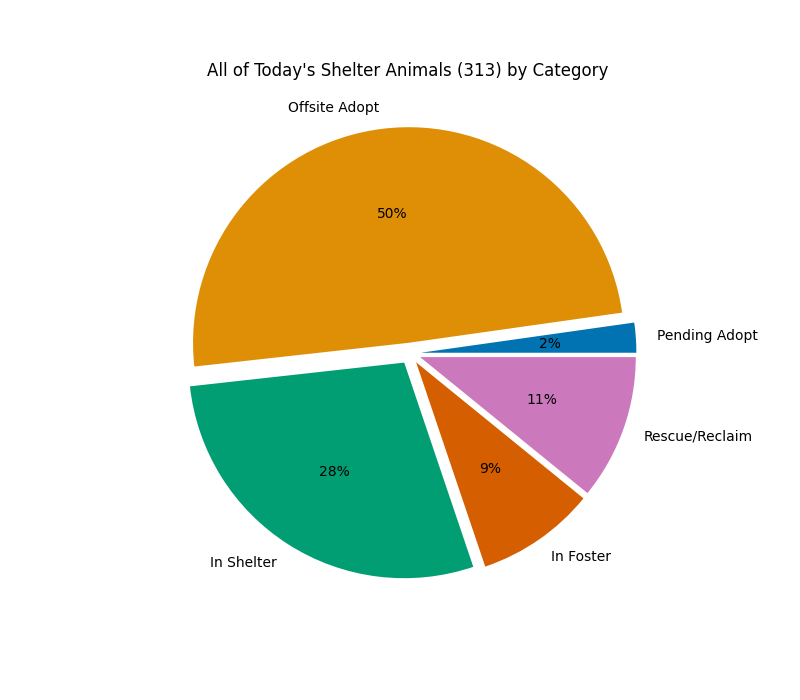 All of Today's Shelter Animals (313) by Category
Offsite Adopt
50%
Pending Adopt
2%
11%
Rescue/Reclaim
28%
9%
In Shelter
In Foster